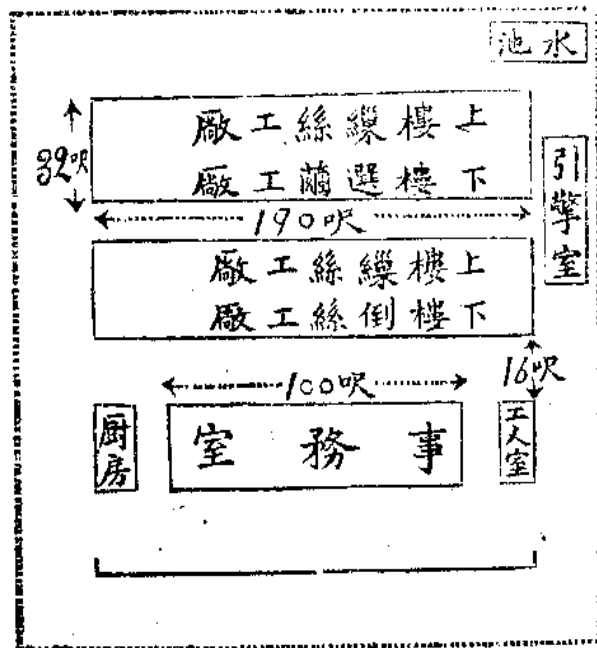 水池
上樓繅絲工廠
下樓選繭工廠
32呎
引擎室
190呎
上樓繅絲工廠
下樓倒絲工廠
16呎
100呎
工人室
事務室
厨房